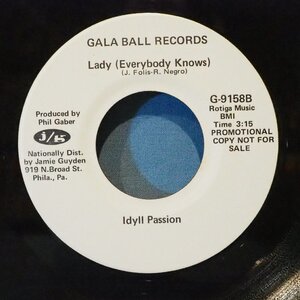 GALA BALL RECORDS
Lady (Everybody Knows)
(J. Folis-R. Negro)
G-9158B
Rotiga Music
BMI
Time 3:15
PROMOTIONAL
COPY NOT FOR
SALE
Produced by
Phil Gaber
Nationally Dist.
by Jamie Guyden
919 N.Broad St.
Phila., Pa.
Idyll Passion